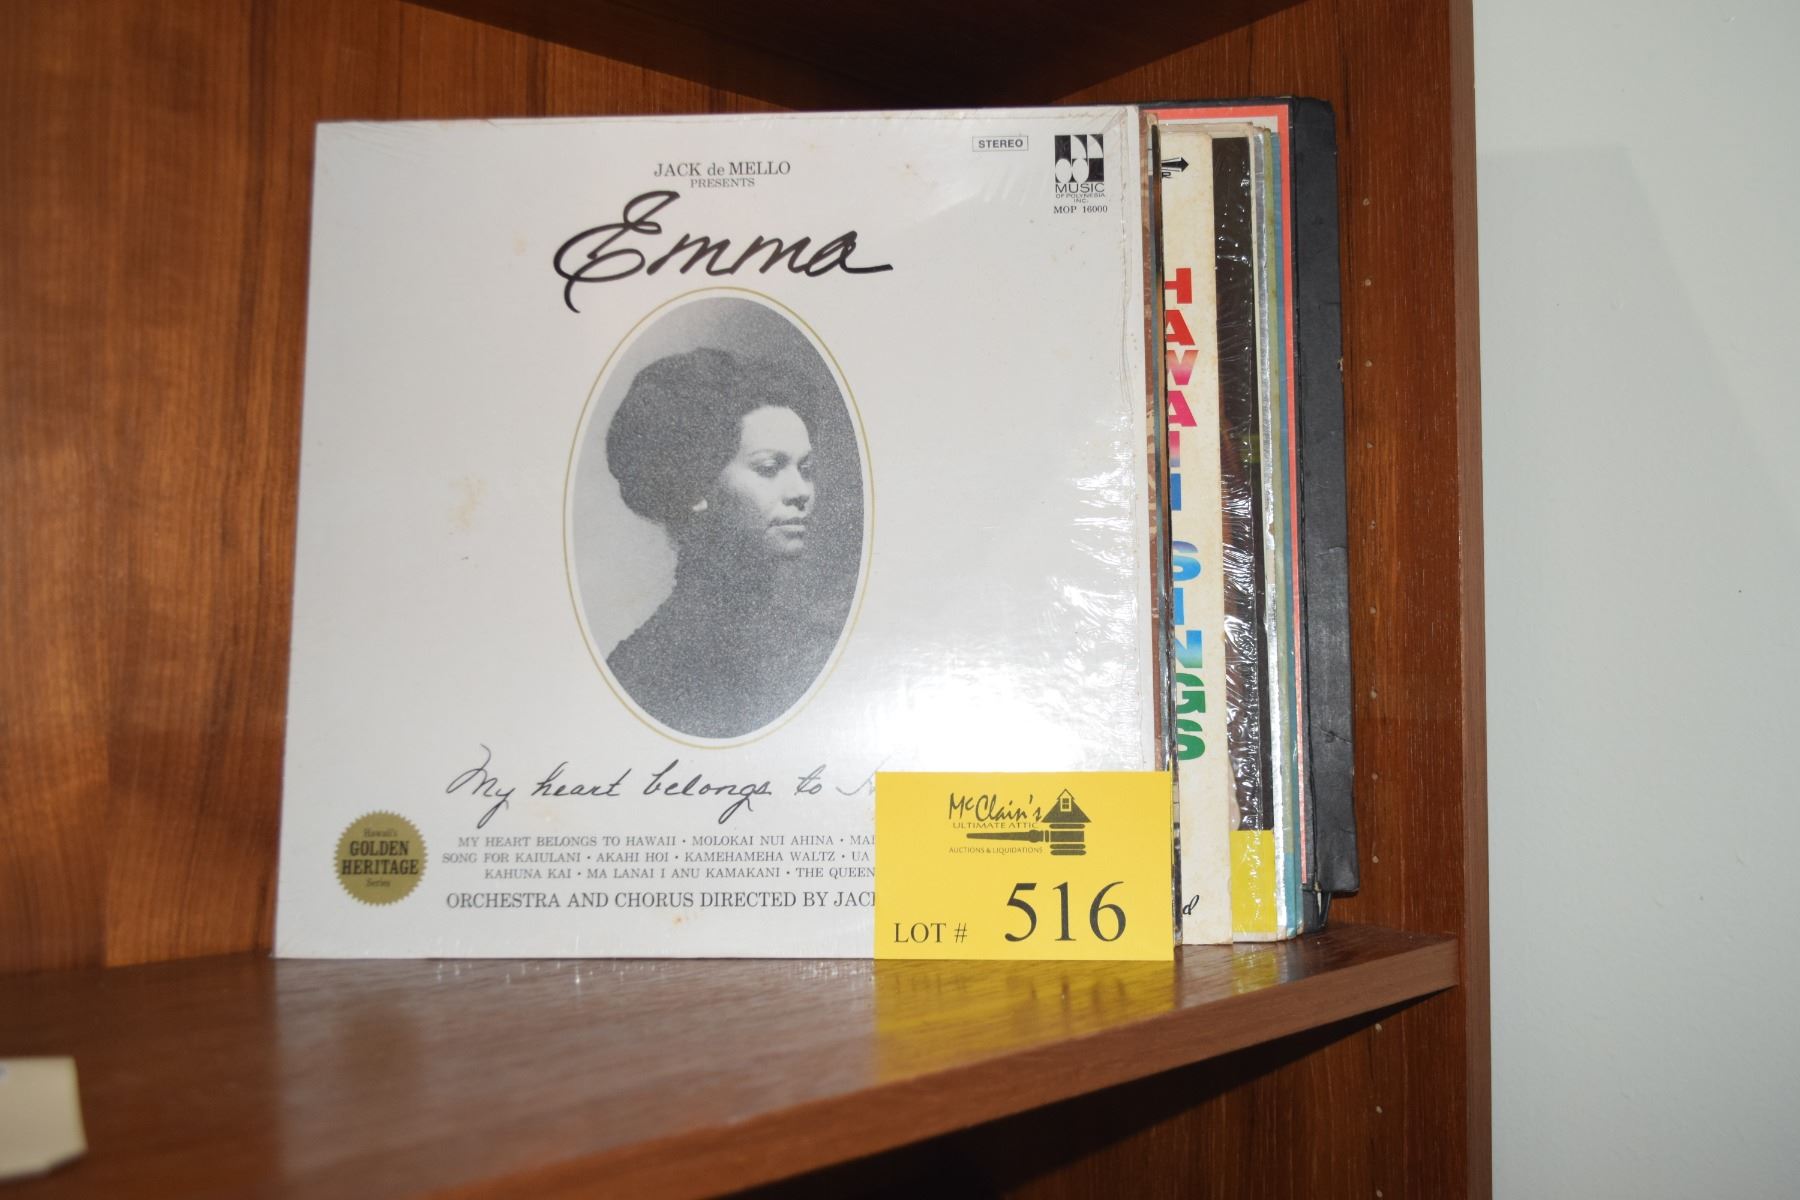 STEREO
JACK de MELLO
PRESENTS
Emma
MUSIC
OF POLYNESIA
INC.
MOP 16000
My heart belongs to
Hawaii's
GOLDEN
HERITAGE
Series
MY HEART BELONGS TO HAWAII • MOLOKAI NUI AHINA •
SONG FOR KAIULANI • AKAHI HOI • KAMEHAMEHA WALTZ • UA
KAHUNA KAI • MA LANAI I ANU KAMAKANI • THE QUEEN
ORCHESTRA AND CHORUS DIRECTED BY JACK
HAWAII SINGS
McClain's
ULTIMATE ATTIC
AUCTIONS & LIQUIDATIONS
LOT # 516